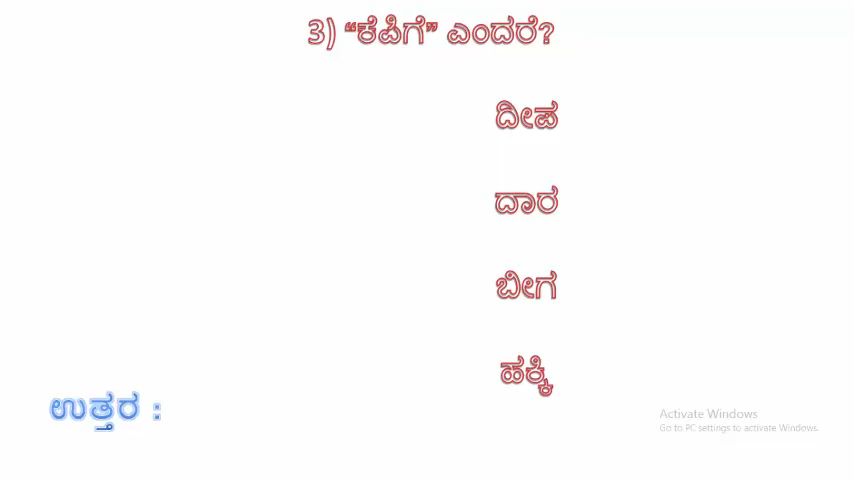 3) “ಕೆಪಿಗೆ” ಎಂದರೆ?
ದೀಪ
ದಾರ
ಬೀಗ
ಹಕ್ಕಿ
ಉತ್ತರ :
Activate Windows
Go to PC settings to activate Windows.